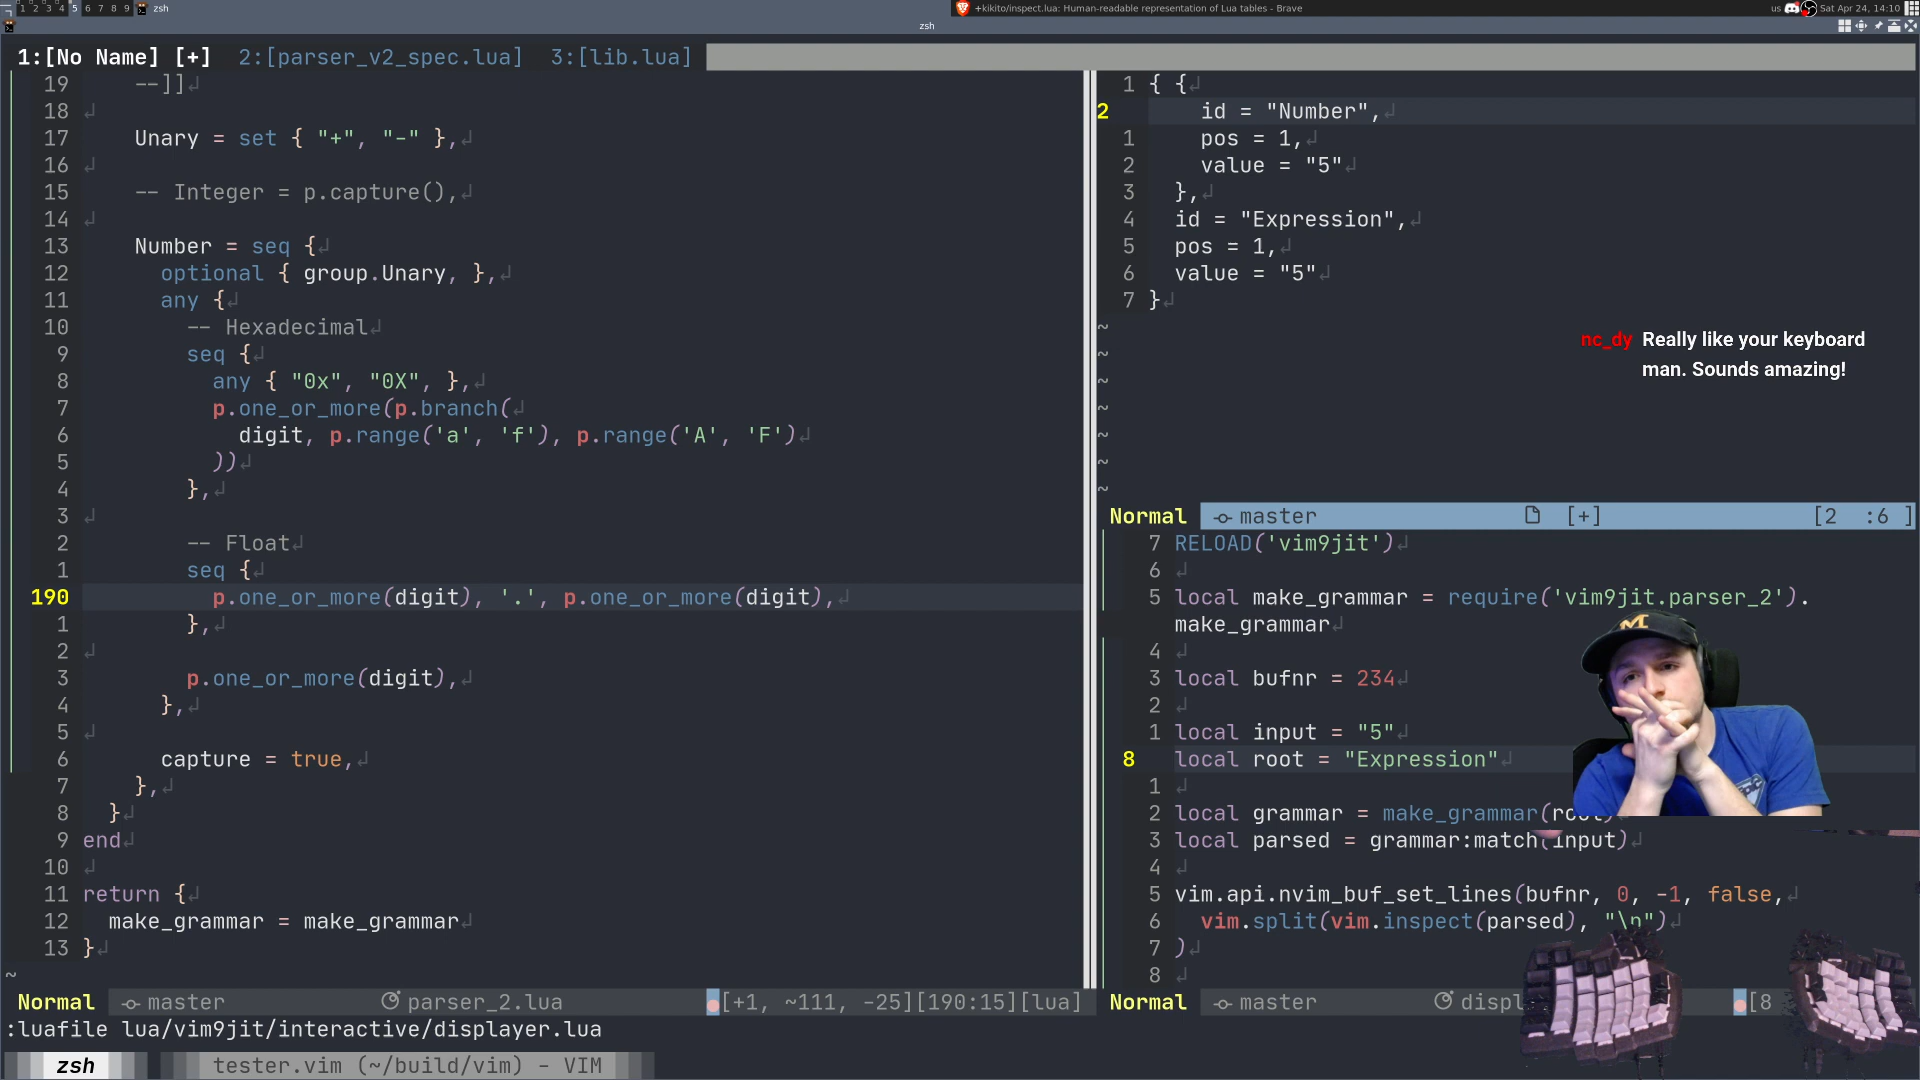 1 2 3 4 5 6 7 8 9 zsh
+kikito/inspect.lua: Human-readable representation of Lua tables - Brave
us Sat Apr 24, 14:10
zsh
1:[No Name] [+] 2:[parser_v2_spec.lua] 3:[lib.lua]
19 --]]
18
17 Unary = set { "+", "-" },
16
15 -- Integer = p.capture(),
14
13 Number = seq {
12 optional { group.Unary, },
11 any {
10 -- Hexadecimal
9 seq {
8 any { "0x", "0X", },
7 p.one_or_more(p.branch(
6 digit, p.range('a', 'f'), p.range('A', 'F')
5 ))
4 },
3
2 -- Float
1 seq {
190 p.one_or_more(digit), '.', p.one_or_more(digit),
1 },
2
3 p.one_or_more(digit),
4 },
5
6 capture = true,
7 },
8 }
9 end
10
11 return {
12 make_grammar = make_grammar
13 }
~
Normal master parser_2.lua [+1, ~111, -25][190:15][lua]
:luafile lua/vim9jit/interactive/displayer.lua
zsh tester.vim (~/build/vim) - VIM
1 { {
2 id = "Number",
1 pos = 1,
2 value = "5"
3 },
4 id = "Expression",
5 pos = 1,
6 value = "5"
7 }
~
~
~
~
~
~
~
nc_dy Really like your keyboard
man. Sounds amazing!
Normal master [+] [2 :6 ]
7 RELOAD('vim9jit')
6
5 local make_grammar = require('vim9jit.parser_2').
make_grammar
4
3 local bufnr = 234
2
1 local input = "5"
8 local root = "Expression"
1
2 local grammar = make_grammar(root)
3 local parsed = grammar:match(input)
4
5 vim.api.nvim_buf_set_lines(bufnr, 0, -1, false,
6 vim.split(vim.inspect(parsed), "\n")
7 )
8
Normal master displ [8
M